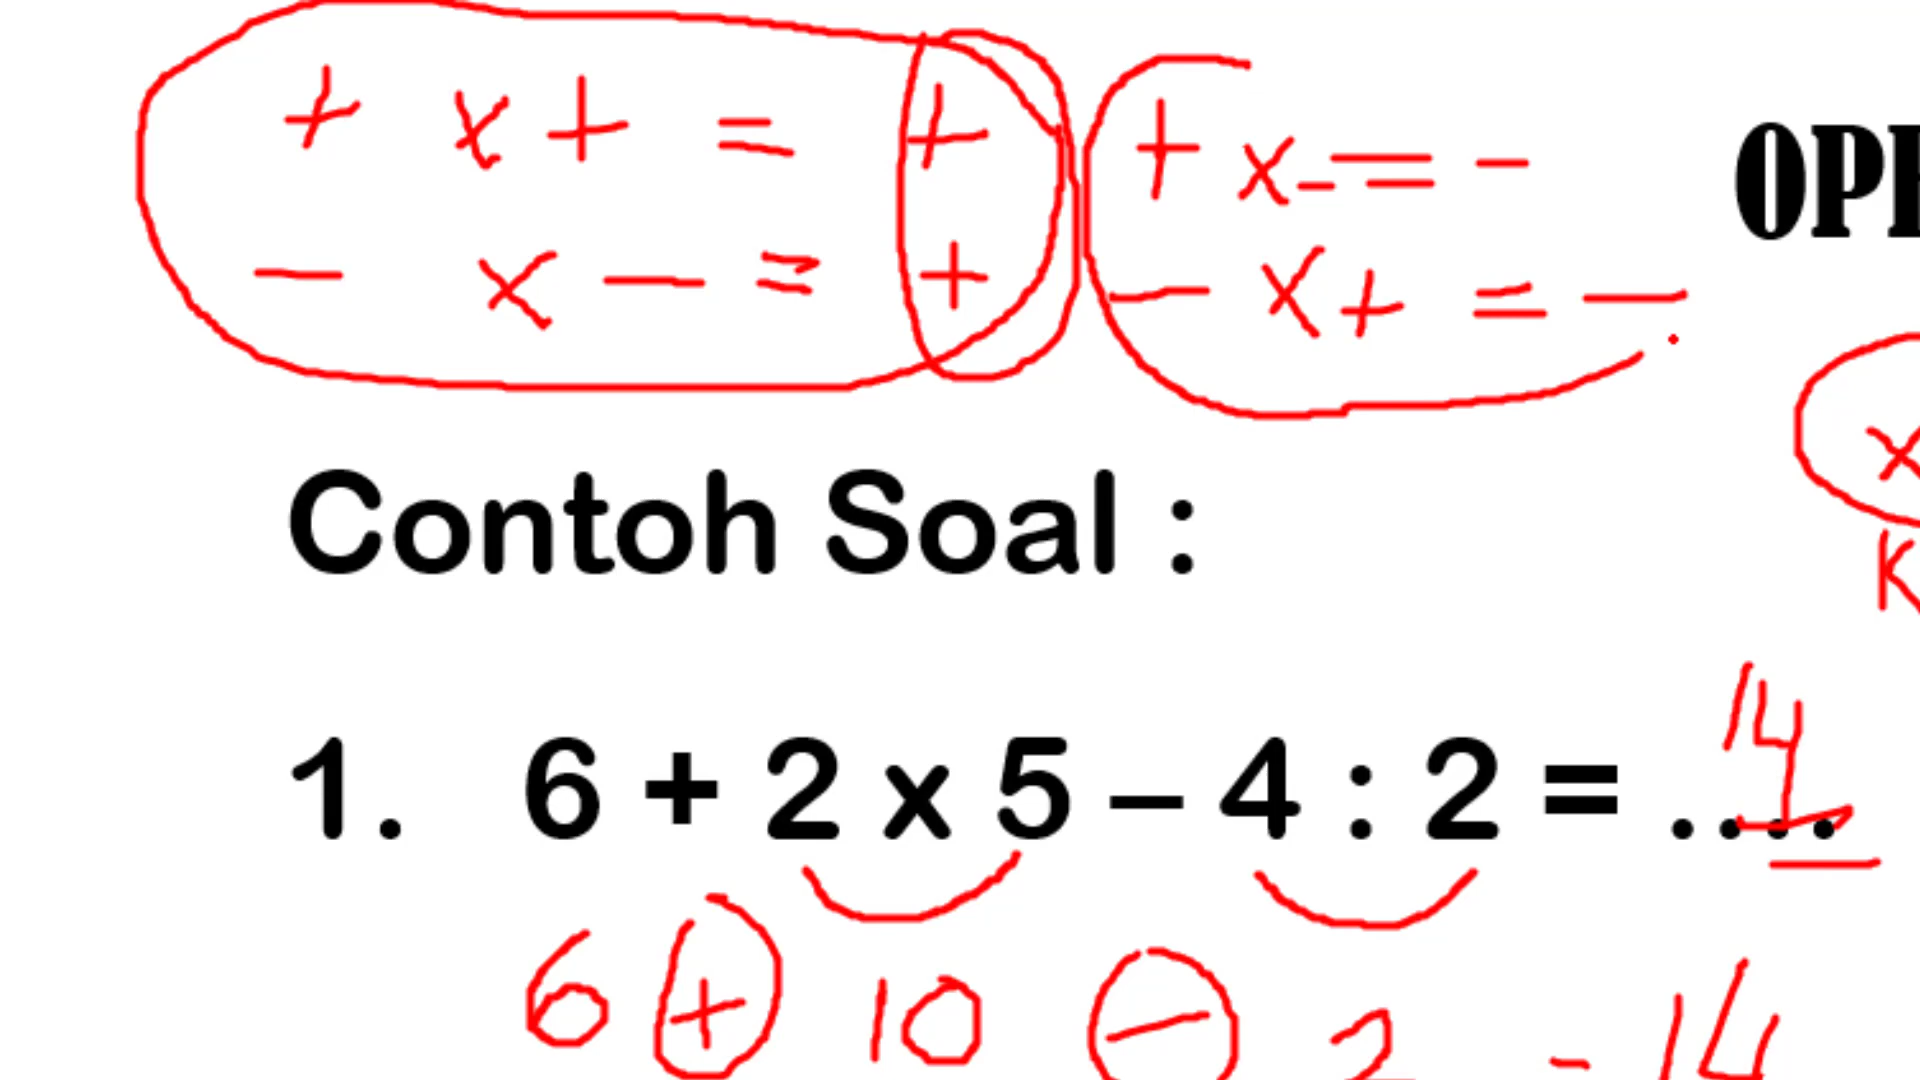 + x + = + + x - = -
- x - = + - x + = -
OP
x
Contoh Soal :
K
1. 6 + 2 x 5 – 4 : 2 = .... 14
6 + 10 - 2 = 14